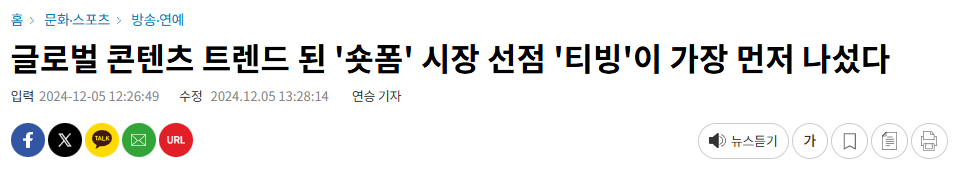 홈 > 문화·스포츠 > 방송·연예
글로벌 콘텐츠 트렌드 된 '숏폼' 시장 선점 '티빙'이 가장 먼저 나섰다
입력 2024-12-05 12:26:49 수정 2024.12.05 13:28:14 연승 기자
f X TALK URL 뉴스듣기 가